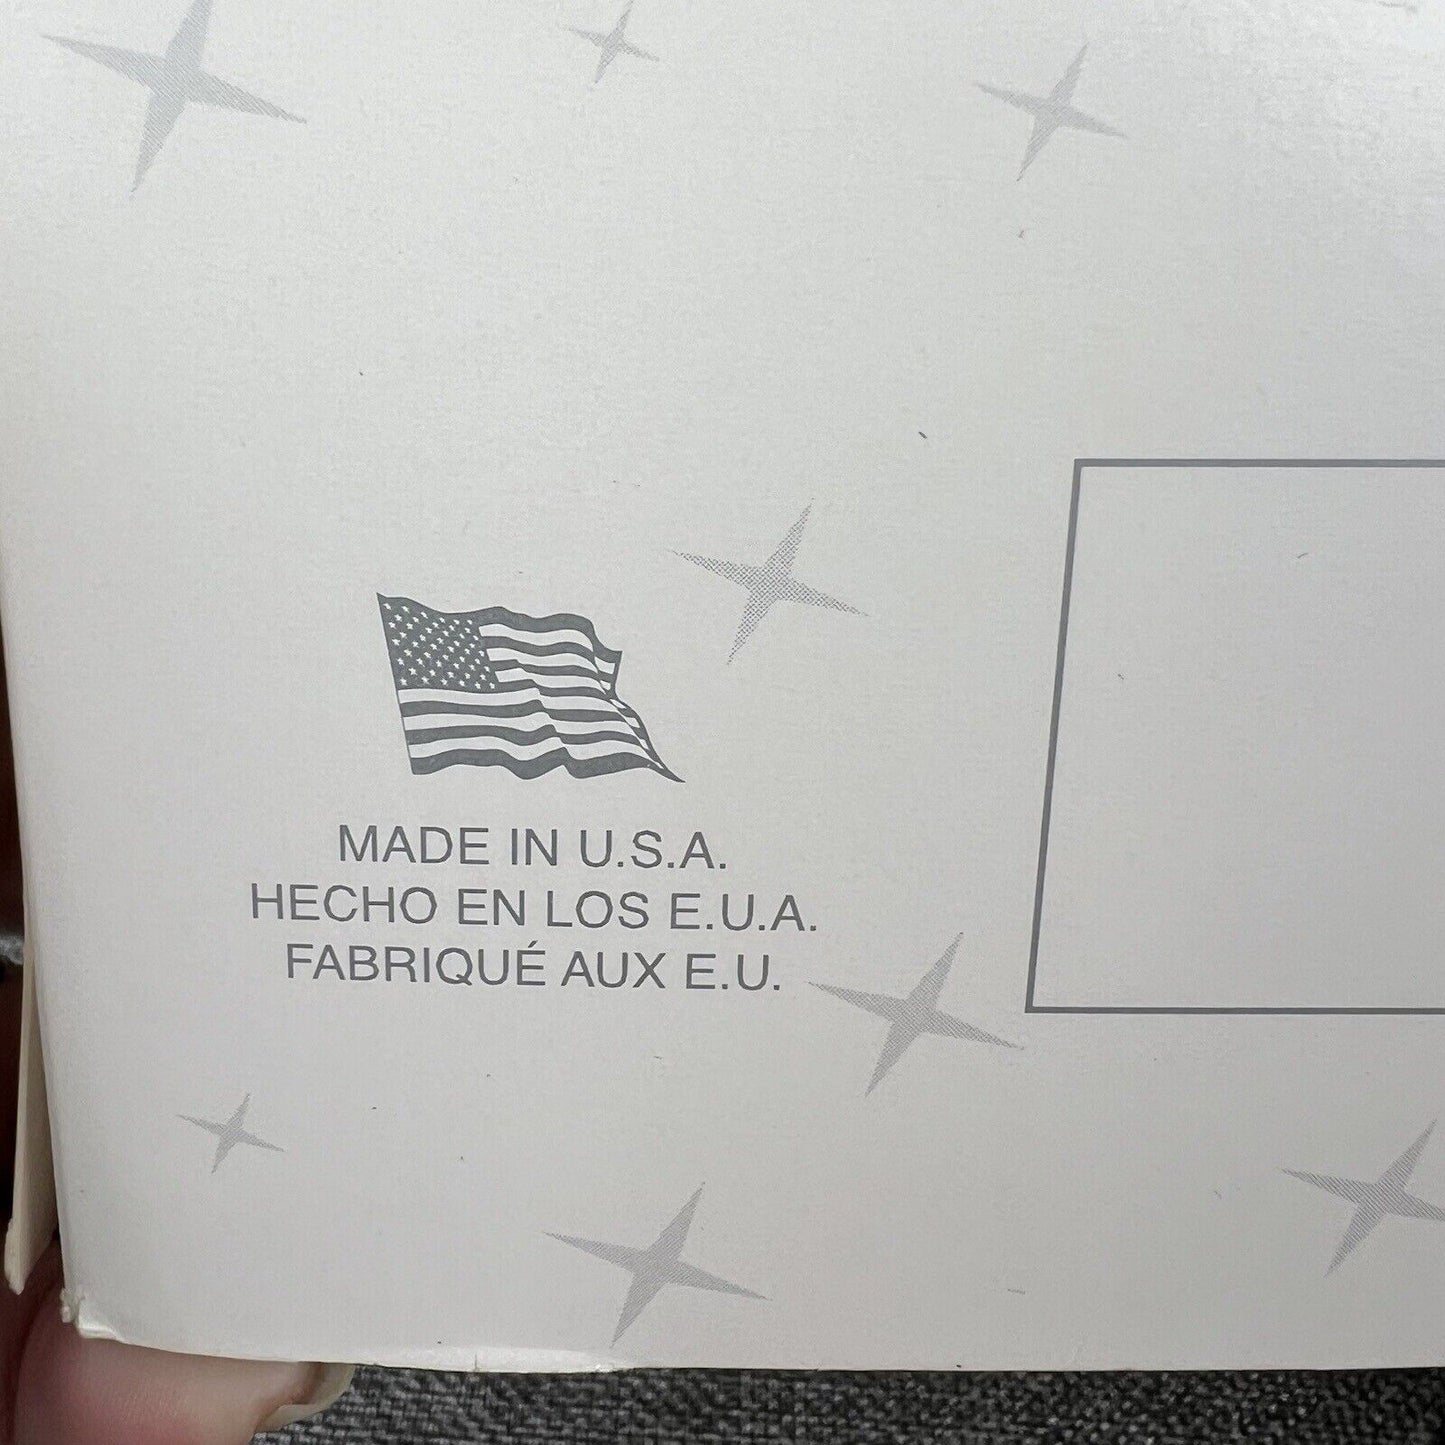 MADE IN U.S.A.
HECHO EN LOS E.U.A.
FABRIQUÉ AUX E.U.